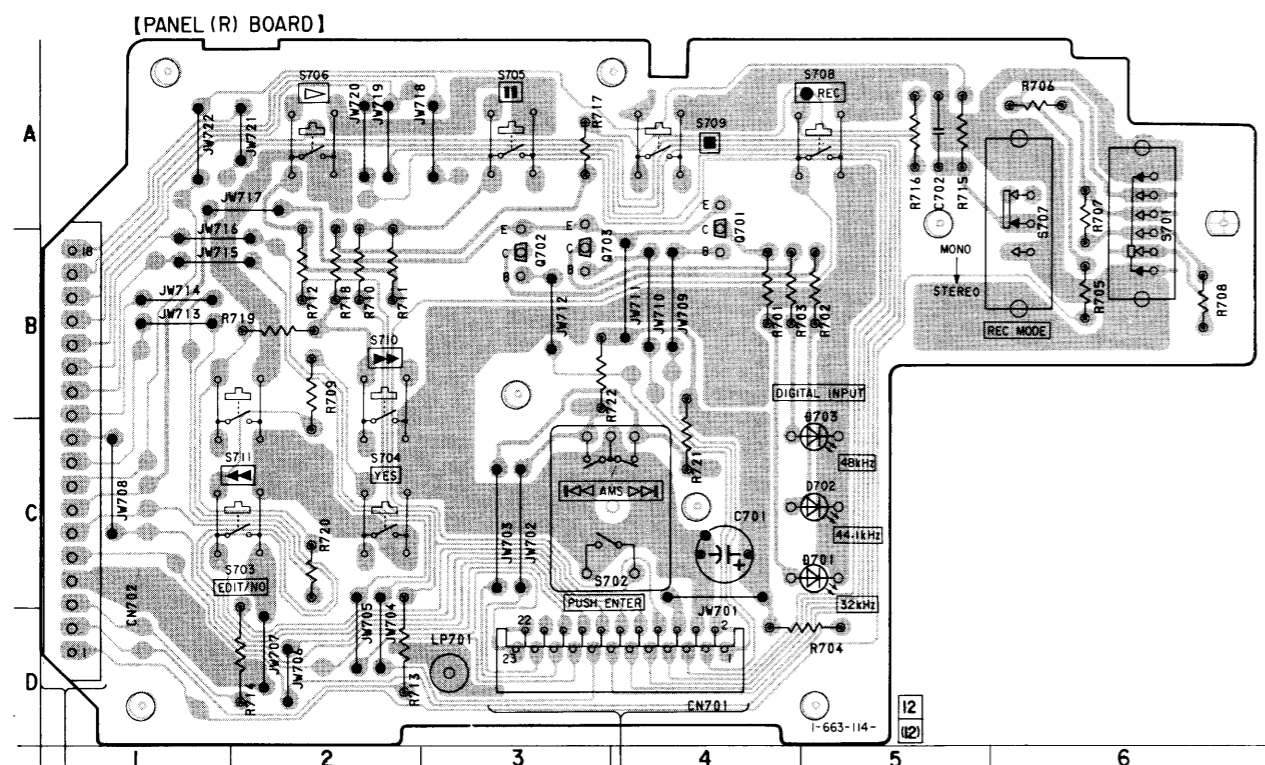 [PANEL (R) BOARD]
S706
S705
S708
REC
R706
JW720
JW719
JW718
R717
S709
A
JW722
JW721
R716
C702
R715
S707
R707
S701
JW717
E
C
B
Q701
JW716
JW715
E
C
B
Q702
E
C
B
Q703
18
MONO
STEREO
JW714
JW713
R719
R712
R718
R710
R711
JW712
JW711
JW710
JW709
R701
R703
R702
R705
R708
B
REC MODE
S710
R709
R722
DIGITAL INPUT
D703
48kHz
S711
S704
YES
R721
AMS
D702
C
JW708
R720
JW703
JW702
C701
44.1kHz
D701
S703
EDIT/NO
S702
PUSH ENTER
32kHz
CN702
JW705
JW704
JW701
LP701
22
2
23
1
R704
1
JW707
JW706
R714
R713
D
CN701
1-663-114-
12
(12)
1
2
3
4
5
6